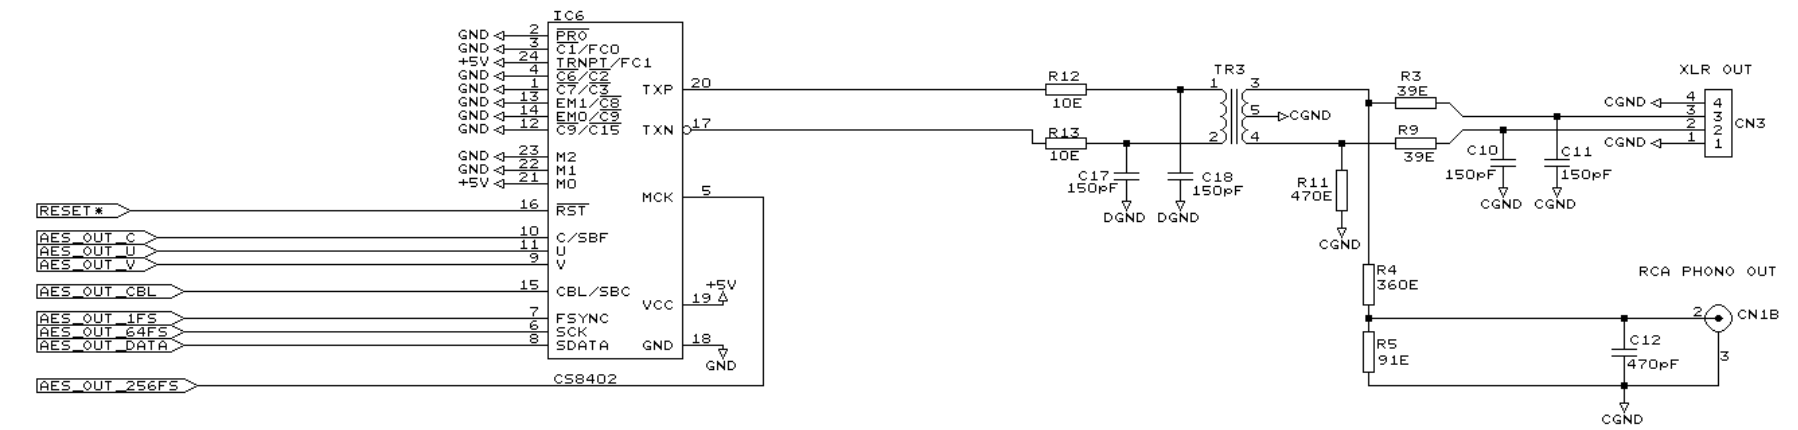 IC6
GND 2 PRO
GND 3 C1/FC0
+5V 24 TRNPT/FC1
GND 4 C6/C2
GND 1 C7/C3
GND 13 EM1/C8
GND 14 EM0/C9
GND 12 C9/C15
GND 23 M2
GND 22 M1
+5V 21 M0
RESET* 16 RST
AES_OUT_C 10 C/SBF
AES_OUT_U 11 U
AES_OUT_V 9 V
AES_OUT_CBL 15 CBL/SBC
AES_OUT_1FS 7 FSYNC
AES_OUT_64FS 6 SCK
AES_OUT_DATA 8 SDATA
AES_OUT_256FS
TXP 20
TXN 17
MCK 5
VCC 19 +5V
GND 18
GND
CS8402
R12
10E
R13
10E
C17
150pF
DGND
C18
150pF
DGND
TR3
1 3
5 CGND
2 4
R3
39E
R9
39E
R11
470E
CGND
C10
150pF
CGND
C11
150pF
CGND
XLR OUT
CGND 4 4
3 3
2 2
CGND 1 1
CN3
R4
360E
R5
91E
RCA PHONO OUT
2 CN1B
3
C12
470pF
CGND